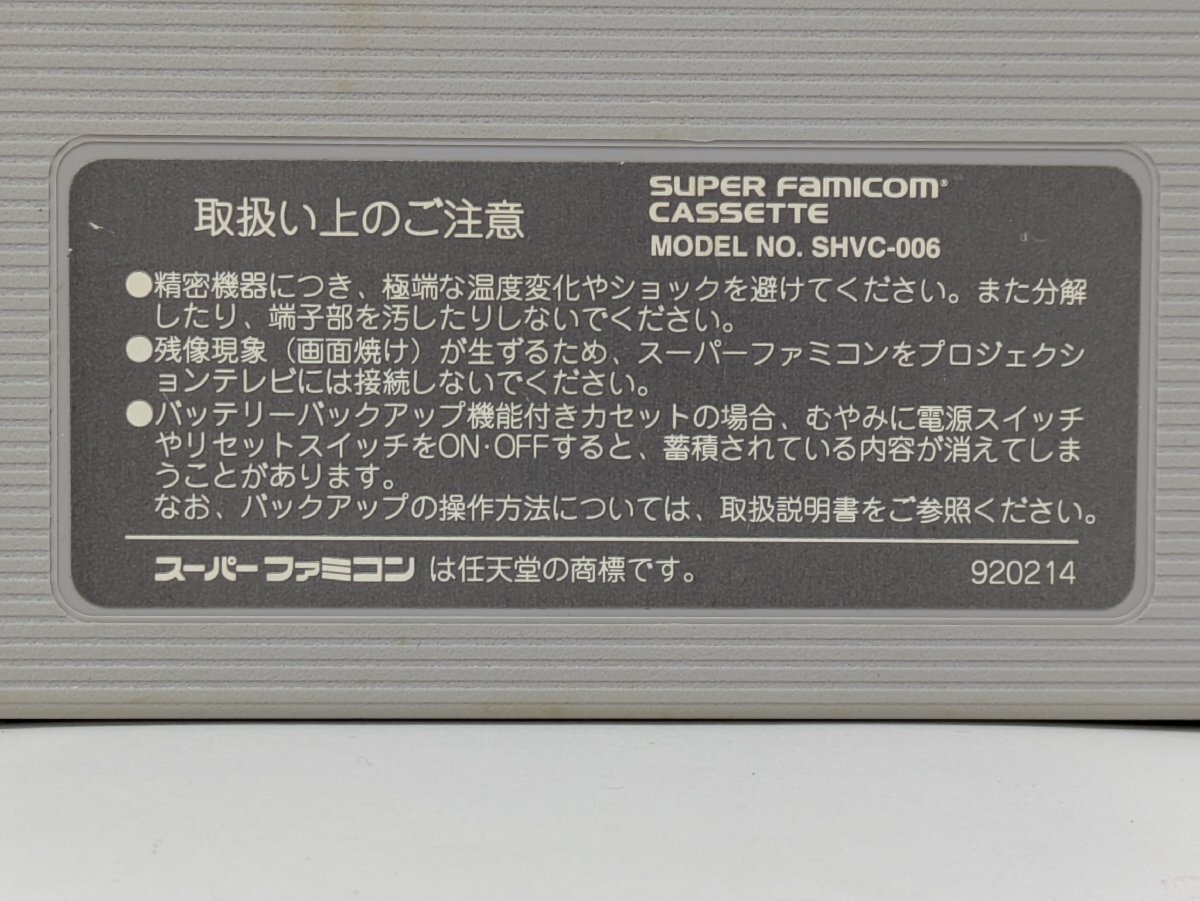 取扱い上のご注意
SUPER FAMICOM®
CASSETTE
MODEL NO. SHVC-006
●精密機器につき、極端な温度変化やショックを避けてください。また分解
したり、端子部を汚したりしないでください。
●残像現象（画面焼け）が生ずるため、スーパーファミコンをプロジェクシ
ョンテレビには接続しないでください。
●バッテリーバックアップ機能付きカセットの場合、むやみに電源スイッチ
やリセットスイッチをON·OFFすると、蓄積されている内容が消えてしま
うことがあります。
なお、バックアップの操作方法については、取扱説明書をご参照ください。
スーパーファミコン は任天堂の商標です。
920214